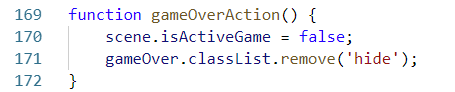 169 function gameOverAction() {
170     scene.isActiveGame = false;
171     gameOver.classList.remove('hide');
172 }